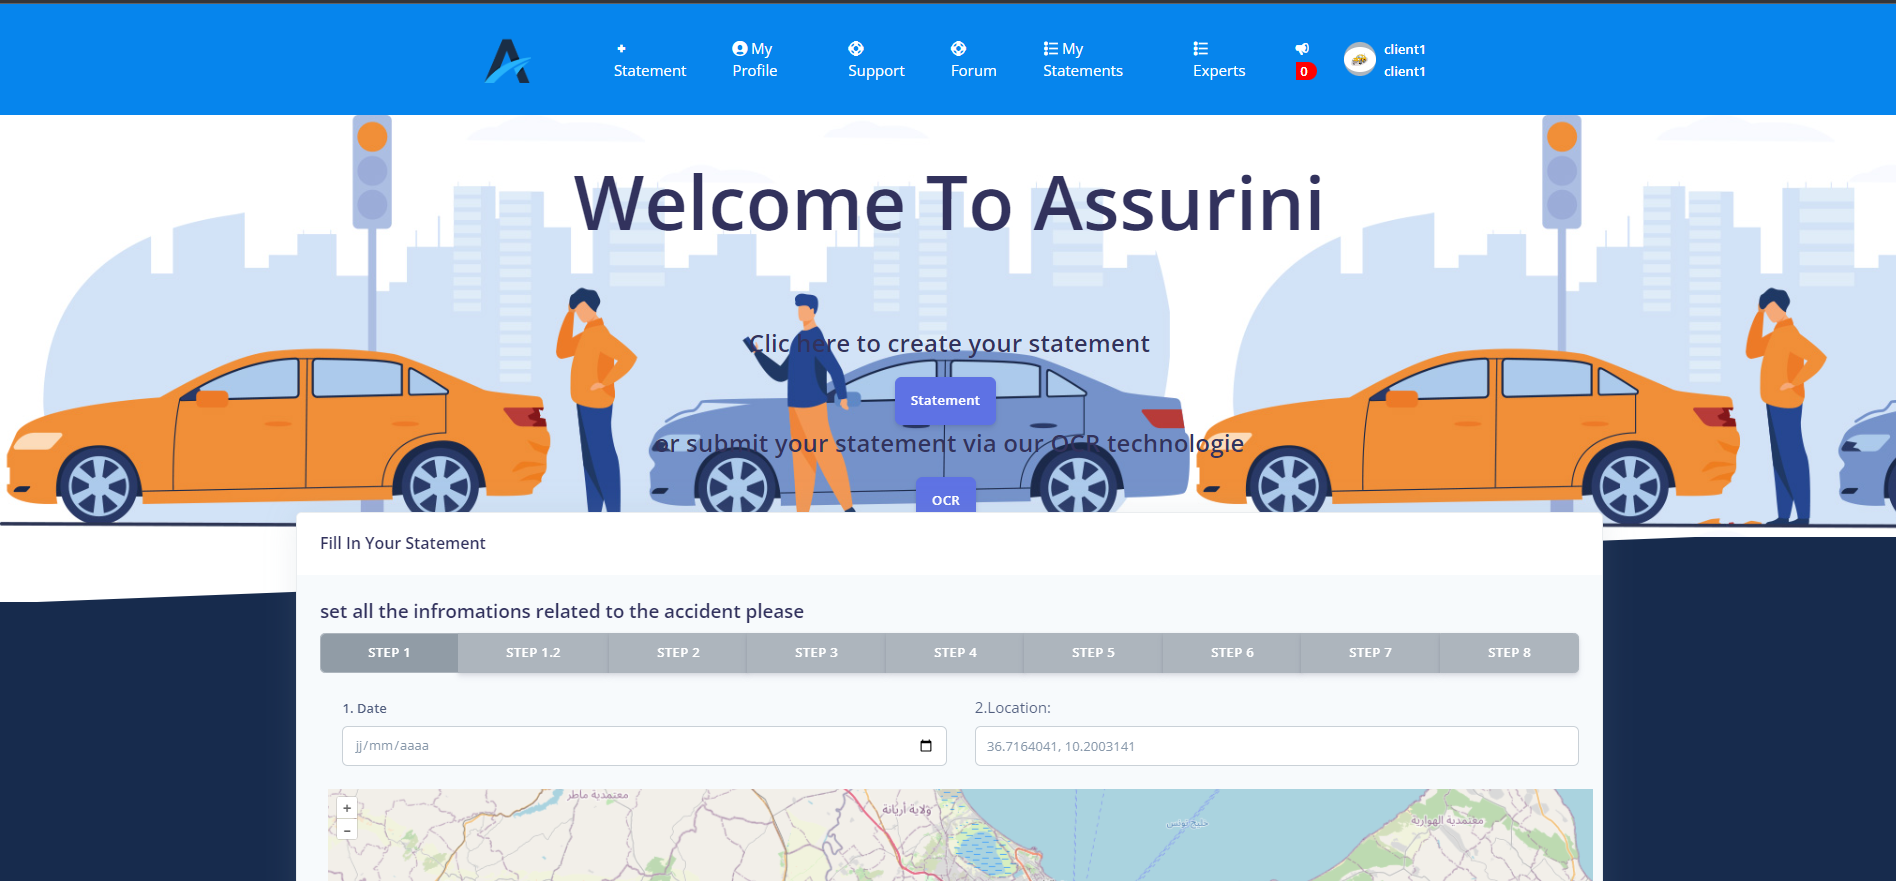 Statement
My Profile
Support
Forum
My Statements
Experts
0
client1
client1
Welcome To Assurini
Clic here to create your statement
Statement
or submit your statement via our OCR technologie
OCR
Fill In Your Statement
set all the infromations related to the accident please
STEP 1 STEP 1.2 STEP 2 STEP 3 STEP 4 STEP 5 STEP 6 STEP 7 STEP 8
1. Date
2.Location:
jj/mm/aaaa
36.7164041, 10.2003141
+
−
معتمدية ماطر
ولاية أريانة
خليج تونس
معتمدية الهوارية